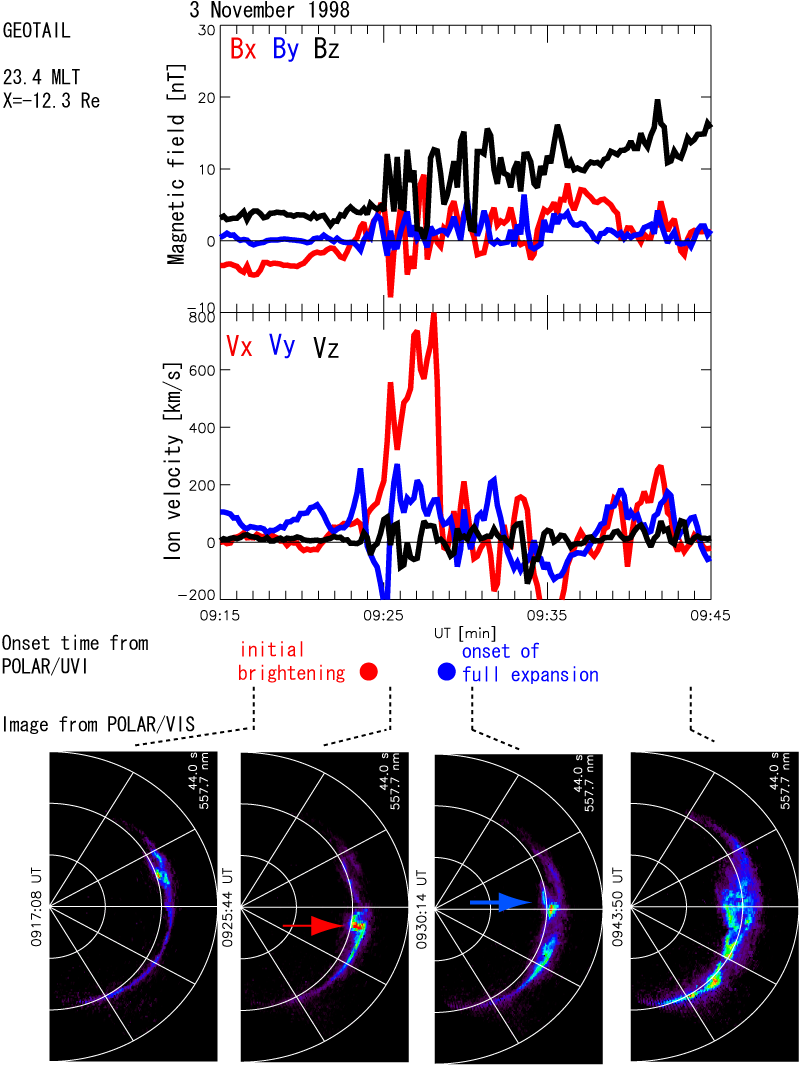 3 November 1998
GEOTAIL
23.4 MLT
X=-12.3 Re
Bx By Bz
Magnetic field [nT]
30
20
10
0
-10
Vx Vy Vz
Ion velocity [km/s]
800
600
400
200
0
-200
09:15 09:25 09:35 09:45
UT [min]
Onset time from
POLAR/UVI
initial
brightening
onset of
full expansion
Image from POLAR/VIS
0917:08 UT
44.0 s
557.7 nm
0925:44 UT
44.0 s
557.7 nm
0930:14 UT
44.0 s
557.7 nm
0943:50 UT
44.0 s
557.7 nm